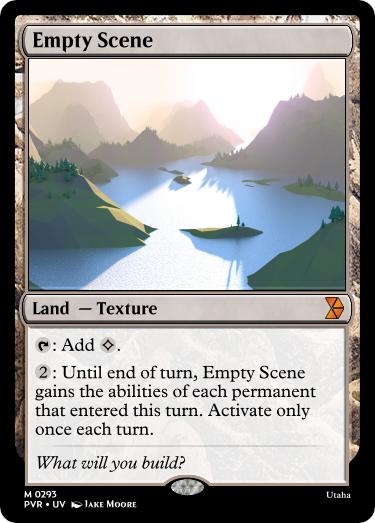 Empty Scene
Land — Texture
: Add .
2: Until end of turn, Empty Scene
gains the abilities of each permanent
that entered this turn. Activate only
once each turn.
What will you build?
M 0293
PVR • UV Jake Moore
Utaha